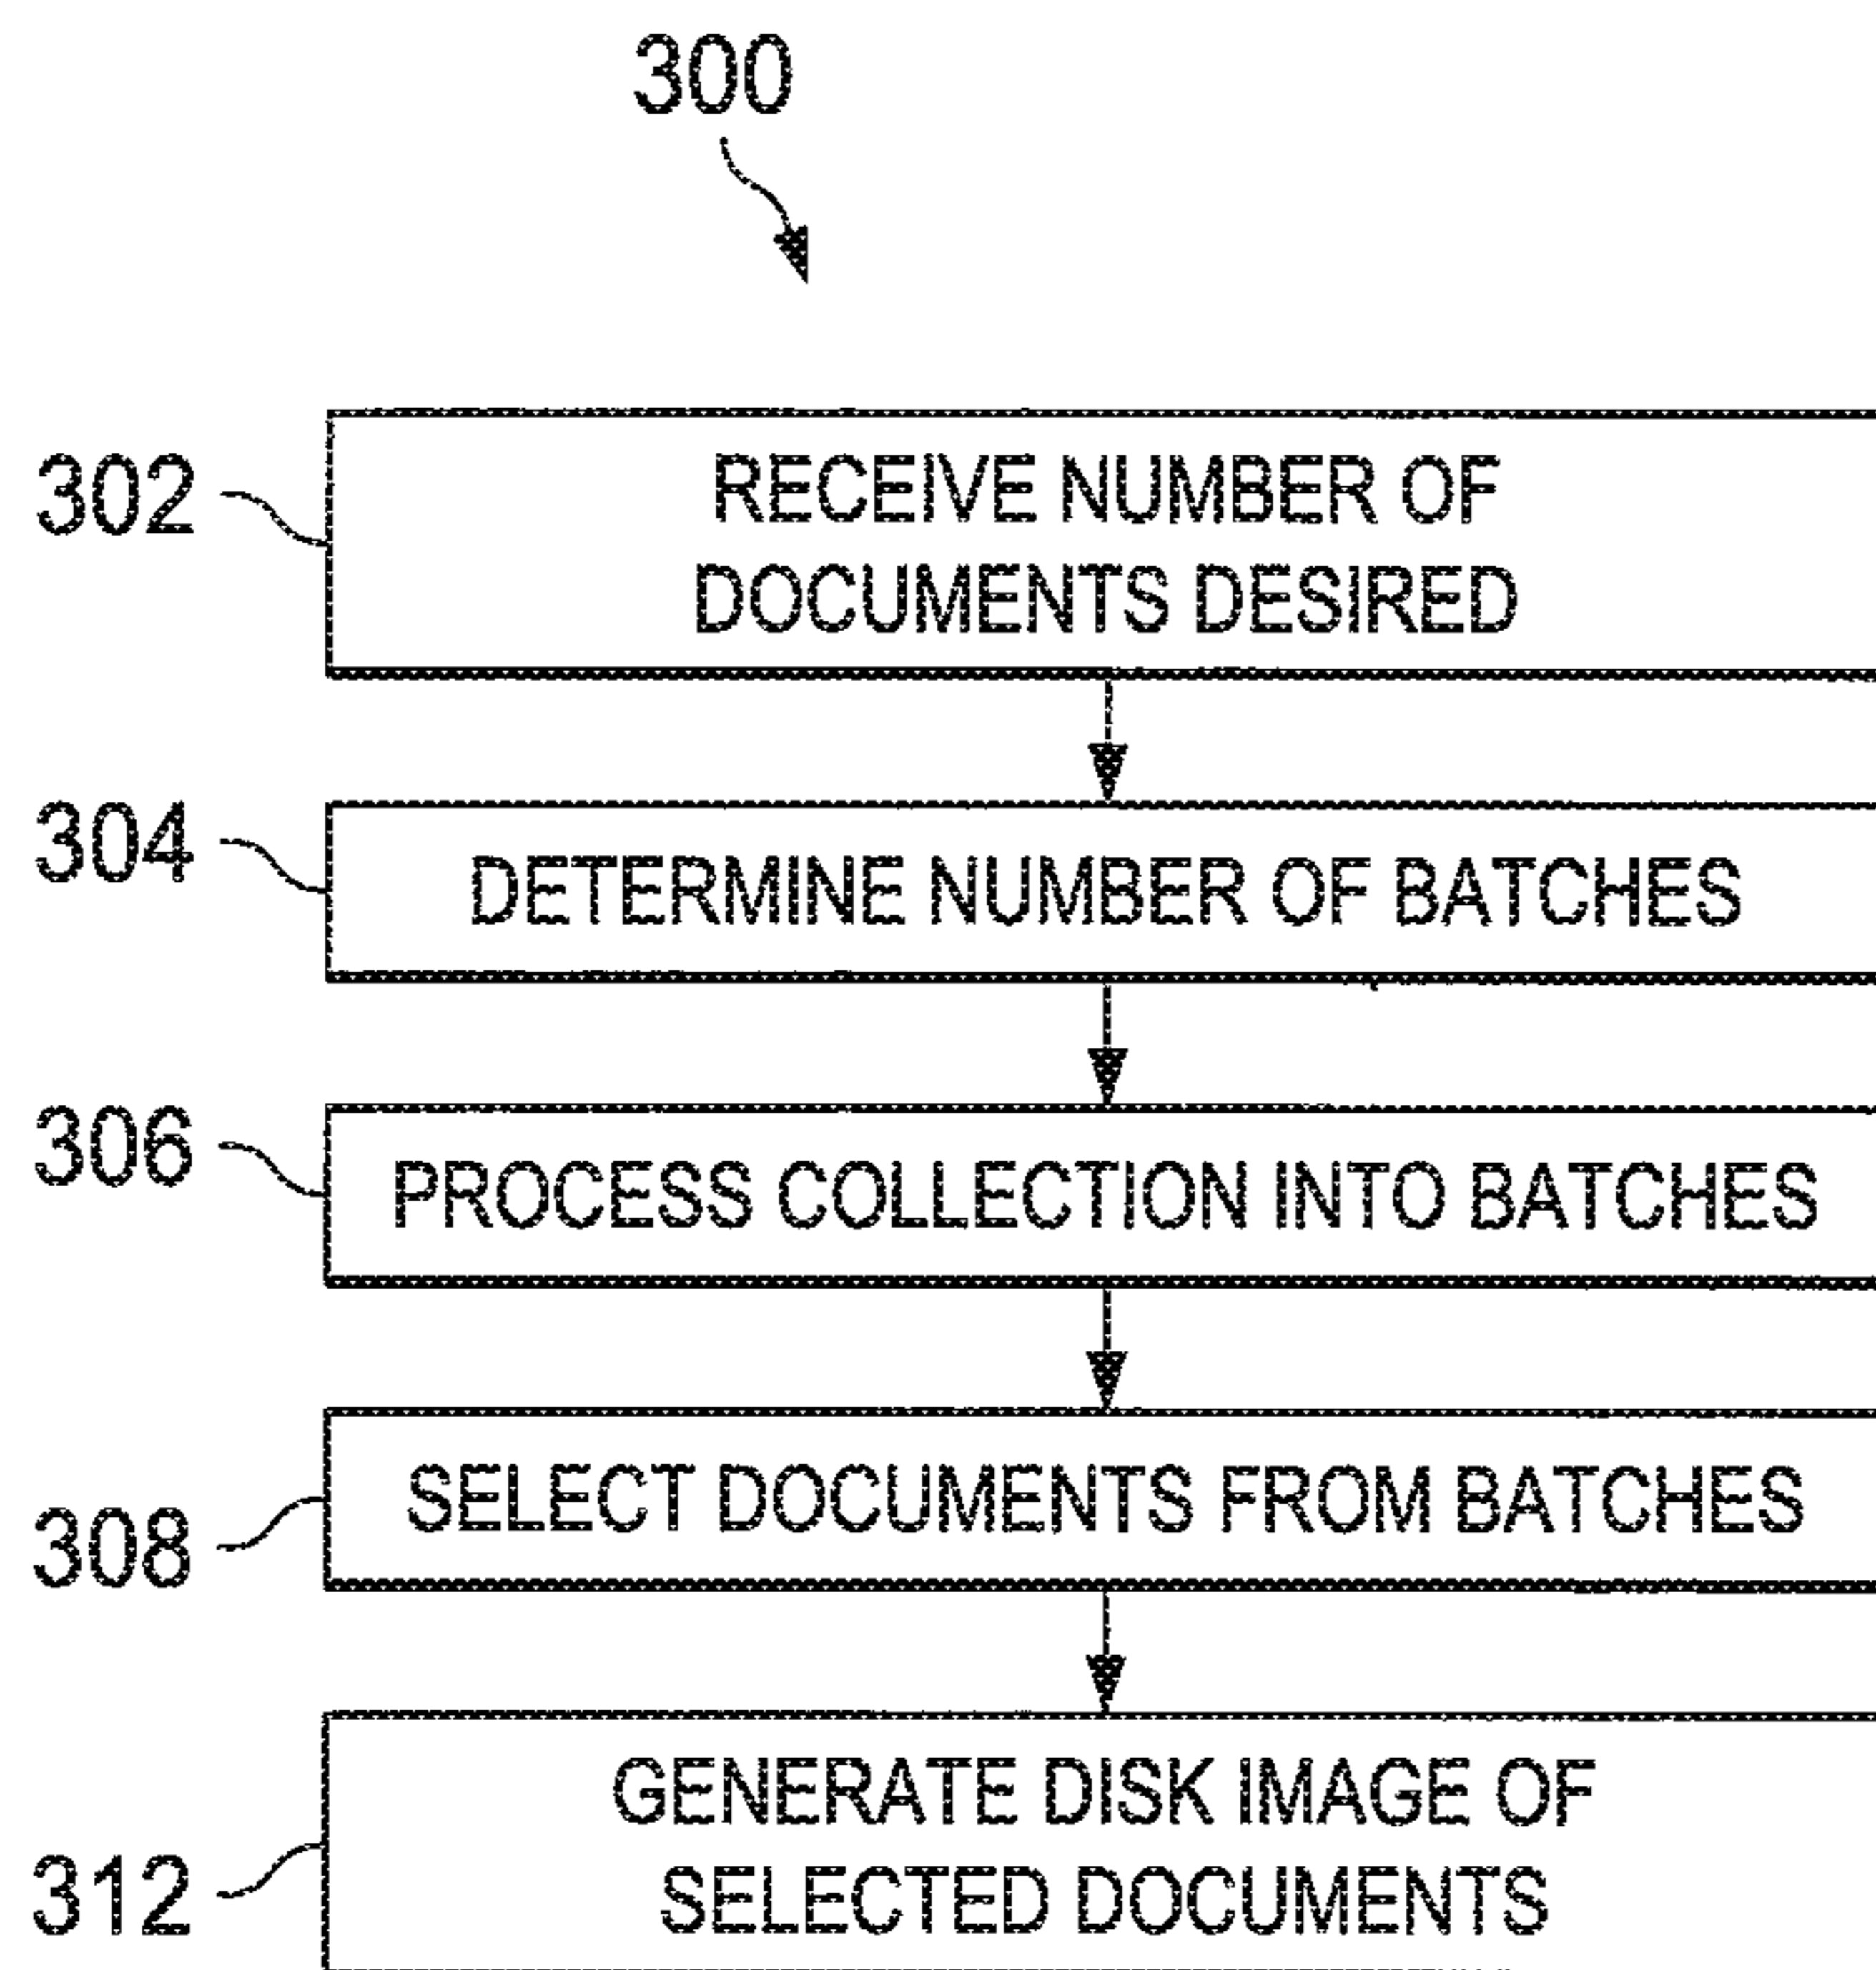 300
302
RECEIVE NUMBER OF
DOCUMENTS DESIRED
304
DETERMINE NUMBER OF BATCHES
306
PROCESS COLLECTION INTO BATCHES
308
SELECT DOCUMENTS FROM BATCHES
312
GENERATE DISK IMAGE OF
SELECTED DOCUMENTS